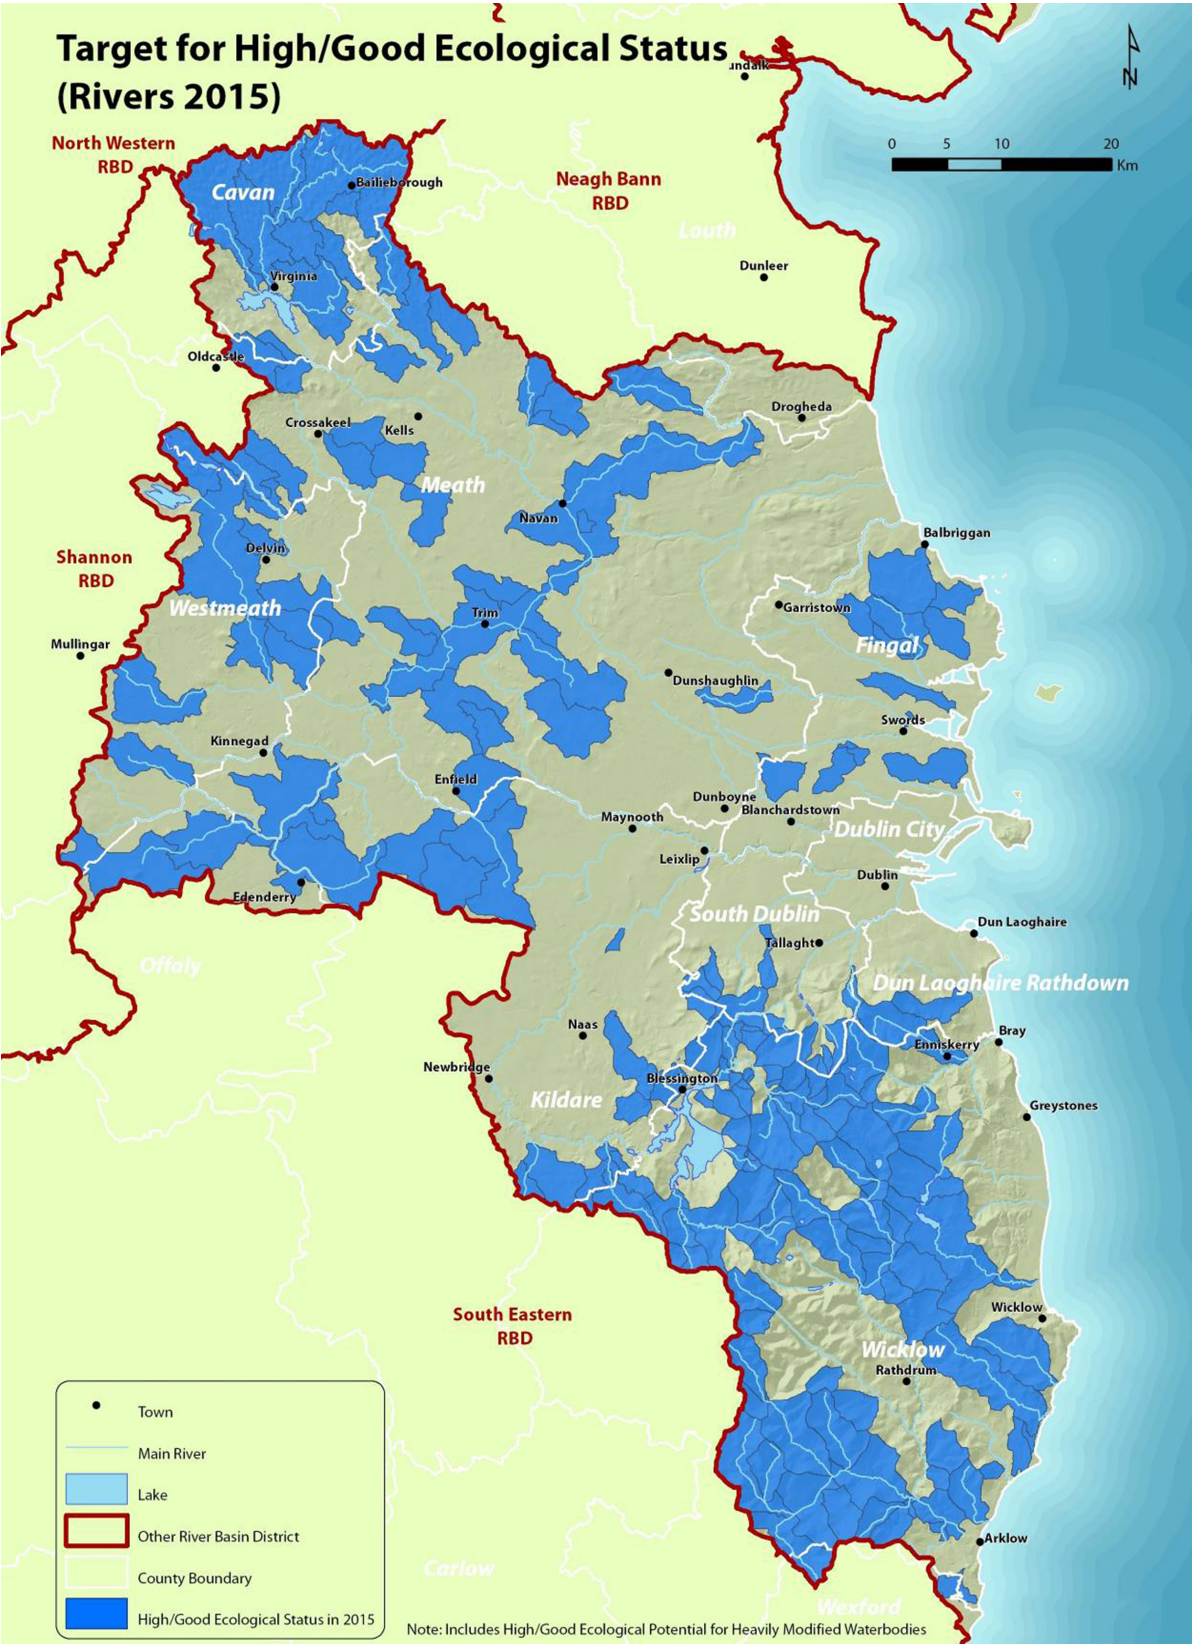 Target for High/Good Ecological Status
(Rivers 2015)
N
0 5 10 20
Km
North Western
RBD
Cavan
Bailieborough
Neagh Bann
RBD
Louth
Dunleer
Virginia
Oldcastle
Crossakeel
Kells
Drogheda
Meath
Navan
Balbriggan
Shannon
RBD
Delvin
Westmeath
Trim
Garristown
Fingal
Mullingar
Dunshaughlin
Swords
Kinnegad
Enfield
Dunboyne
Blanchardstown
Maynooth
Dublin City
Leixlip
Dublin
Edenderry
South Dublin
Dun Laoghaire
Tallaght
Offaly
Dun Laoghaire Rathdown
Naas
Bray
Enniskerry
Newbridge
Blessington
Kildare
Greystones
South Eastern
RBD
Wicklow
Wicklow
Rathdrum
Arklow
Carlow
Wexford
Town
Main River
Lake
Other River Basin District
County Boundary
High/Good Ecological Status in 2015
Note: Includes High/Good Ecological Potential for Heavily Modified Waterbodies